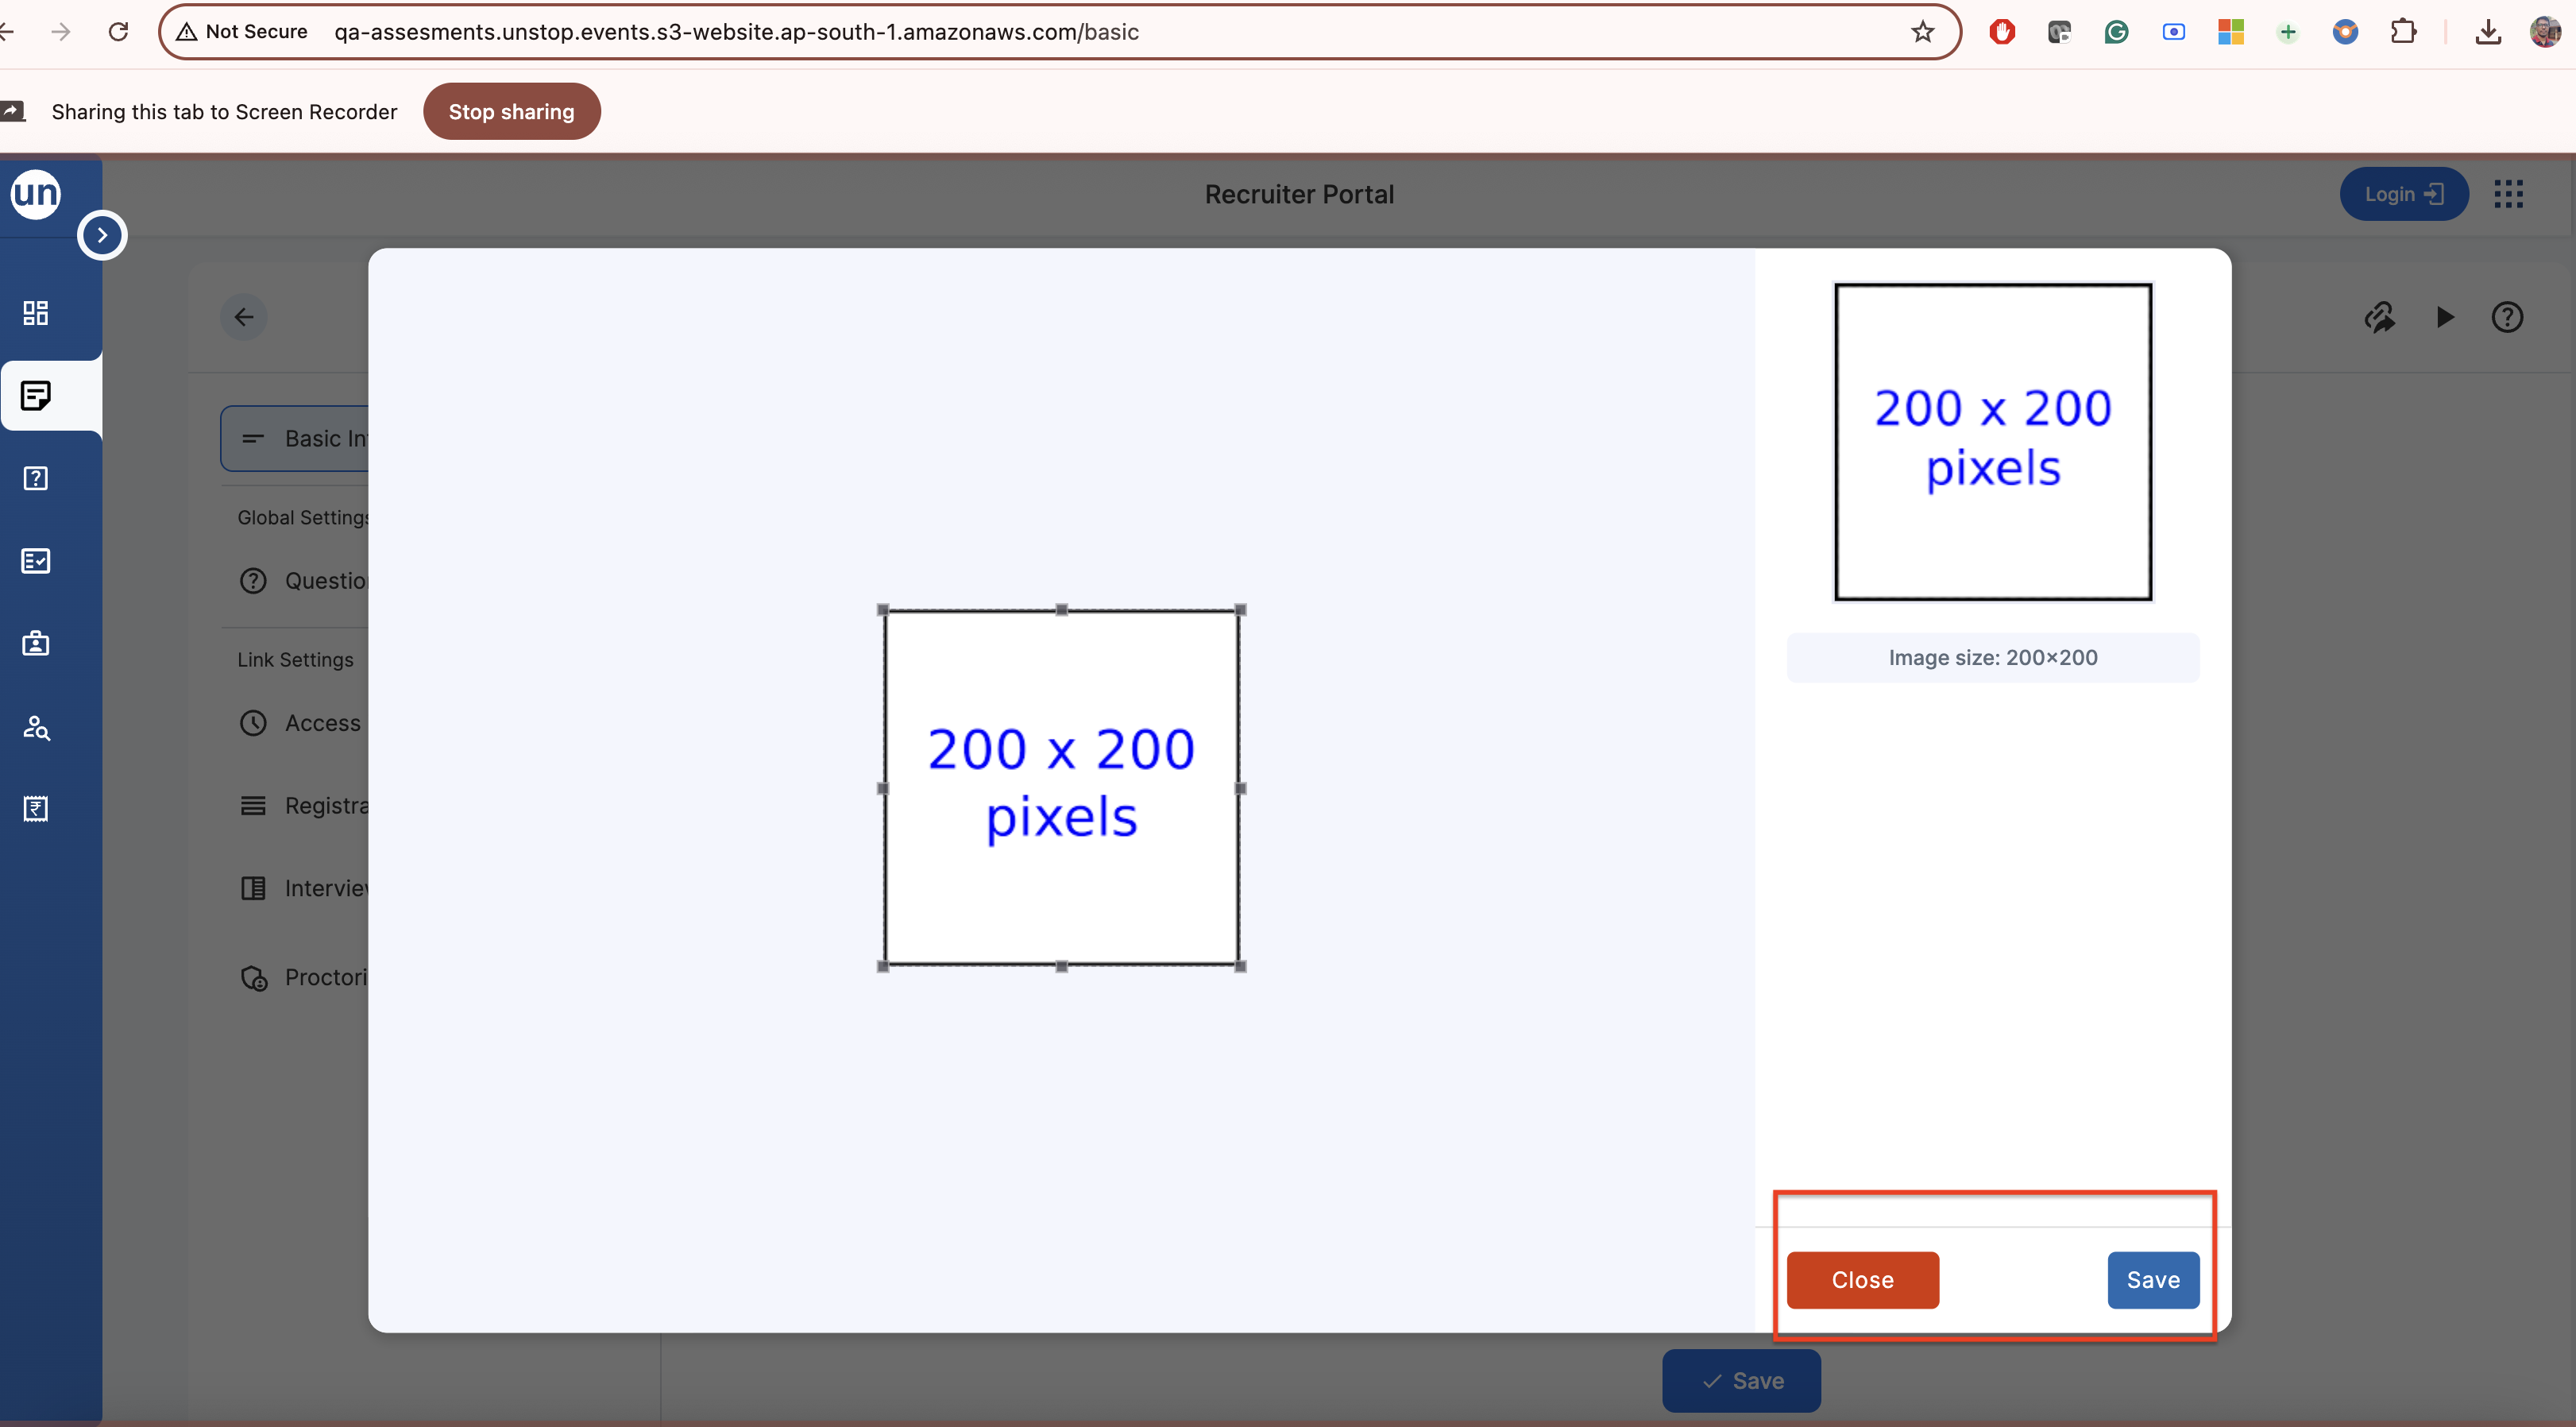 Not Secure qa-assesments.unstop.events.s3-website.ap-south-1.amazonaws.com/basic
Sharing this tab to Screen Recorder Stop sharing
un
Recruiter Portal
Login
Basic In
Global Settings
Questio
Link Settings
Access
Registra
Interview
Proctori
200 x 200
pixels
200 x 200
pixels
Image size: 200×200
Close
Save
Save